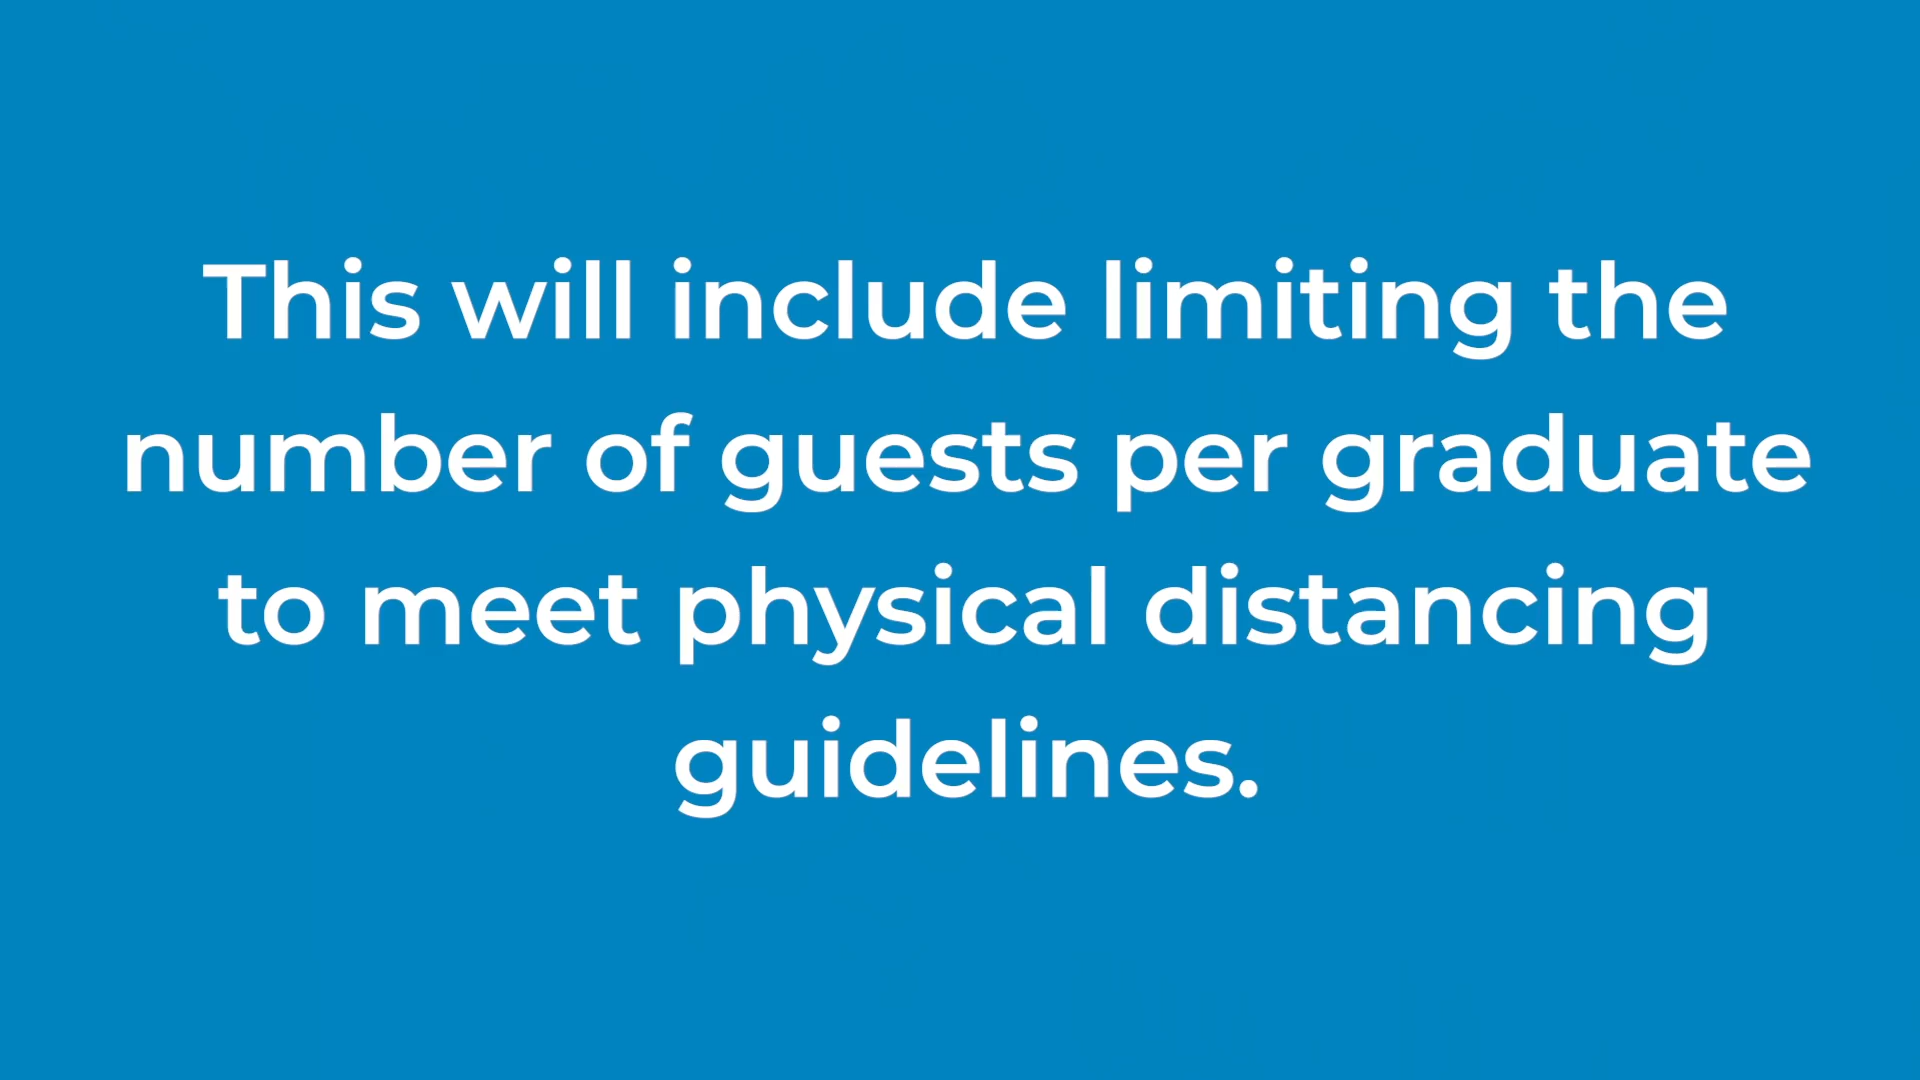 This will include limiting the
number of guests per graduate
to meet physical distancing
guidelines.